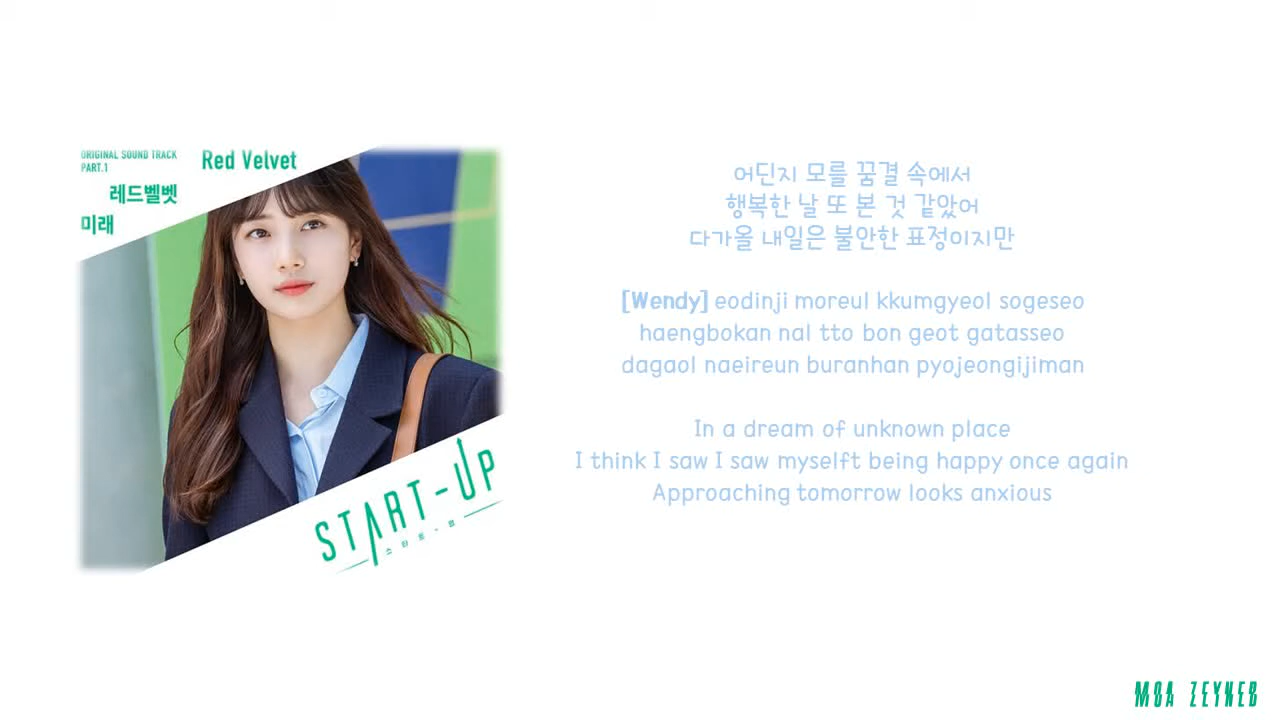 ORIGINAL SOUND TRACK
PART.1
Red Velvet
레드벨벳
미래
START-UP
스타트-업
어딘지 모를 꿈결 속에서
행복한 날 또 본 것 같았어
다가올 내일은 불안한 표정이지만
[Wendy] eodinji moreul kkumgyeol sogeseo
haengbokan nal tto bon geot gatasseo
dagaol naeireun buranhan pyojeongijiman
In a dream of unknown place
I think I saw I saw myselft being happy once again
Approaching tomorrow looks anxious
MOA ZEYNEB